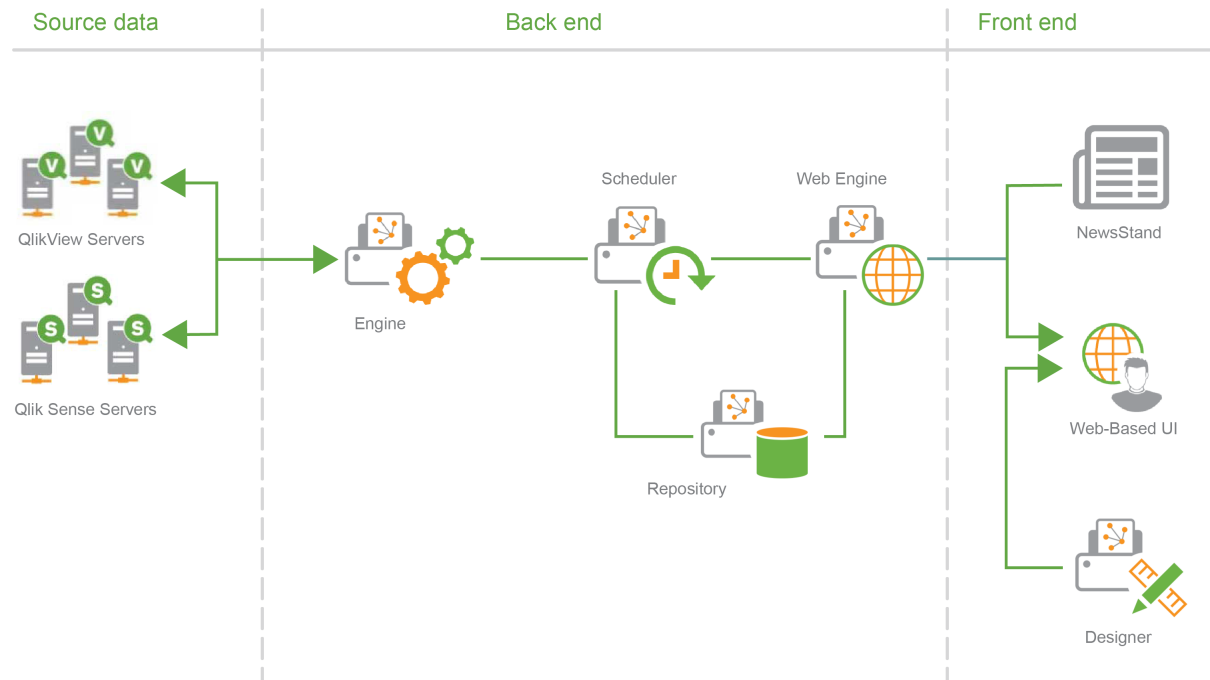 Source data
Back end
Front end
V
V
V
QlikView Servers
S
S
S
Qlik Sense Servers
Engine
Scheduler
Web Engine
Repository
NewsStand
Web-Based UI
Designer